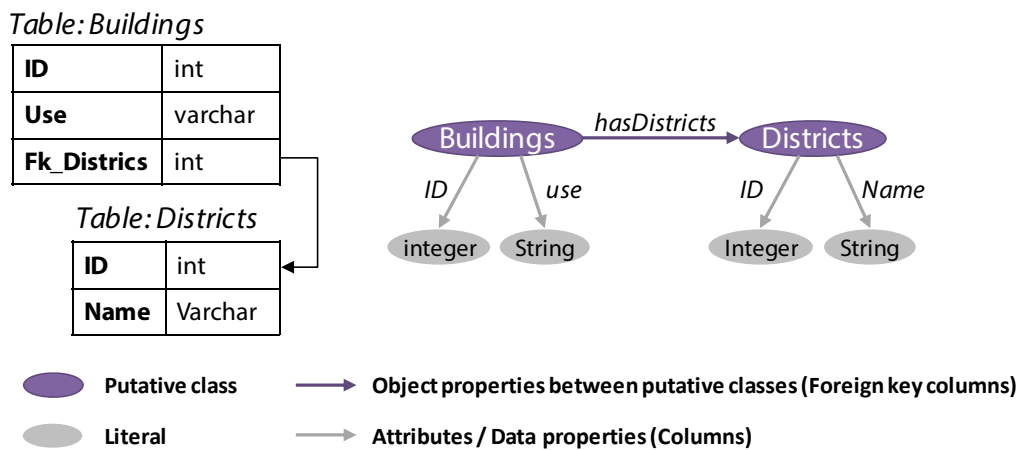 Table: Buildings
ID int
Use varchar
Fk_Districs int
Table: Districts
ID int
Name Varchar
Buildings hasDistricts Districts
ID use ID Name
integer String Integer String
Putative class Object properties between putative classes (Foreign key columns)
Literal Attributes / Data properties (Columns)